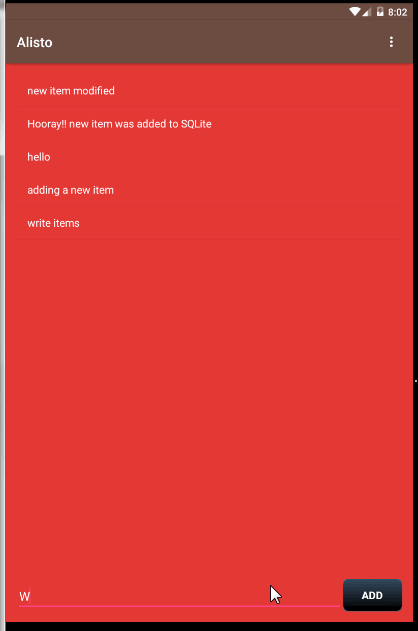 8:02
Alisto
new item modified
Hooray!! new item was added to SQLite
hello
adding a new item
write items
W
ADD